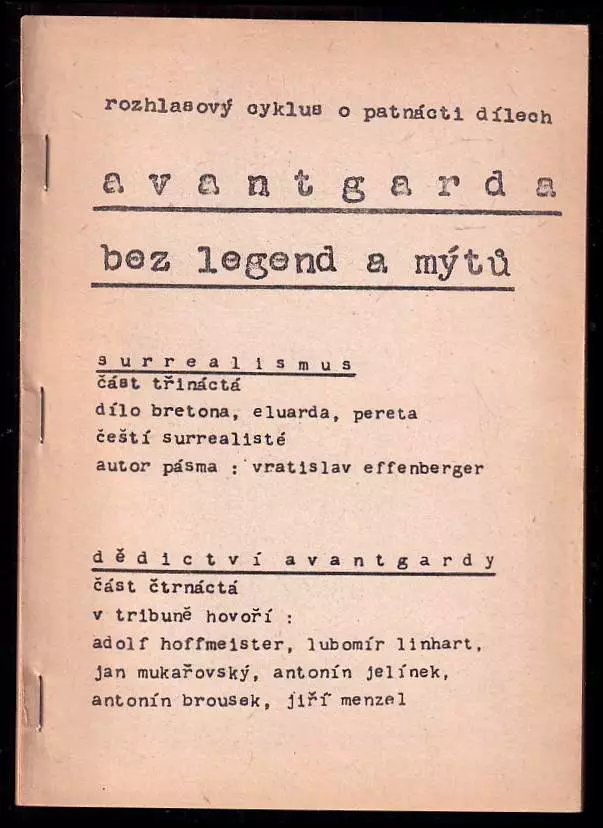 rozhlasový cyklus o patnácti dílech
avantgarda
bez legend a mýtů
surrealismus
část třináctá
dílo bretona, eluarda, pereta
čeští surrealisté
autor pásma : vratislav effenberger
dědictví avantgardy
část čtrnáctá
v tribuně hovoří :
adolf hoffmeister, lubomír linhart,
jan mukařovský, antonín jelínek,
antonín brousek, jiří menzel